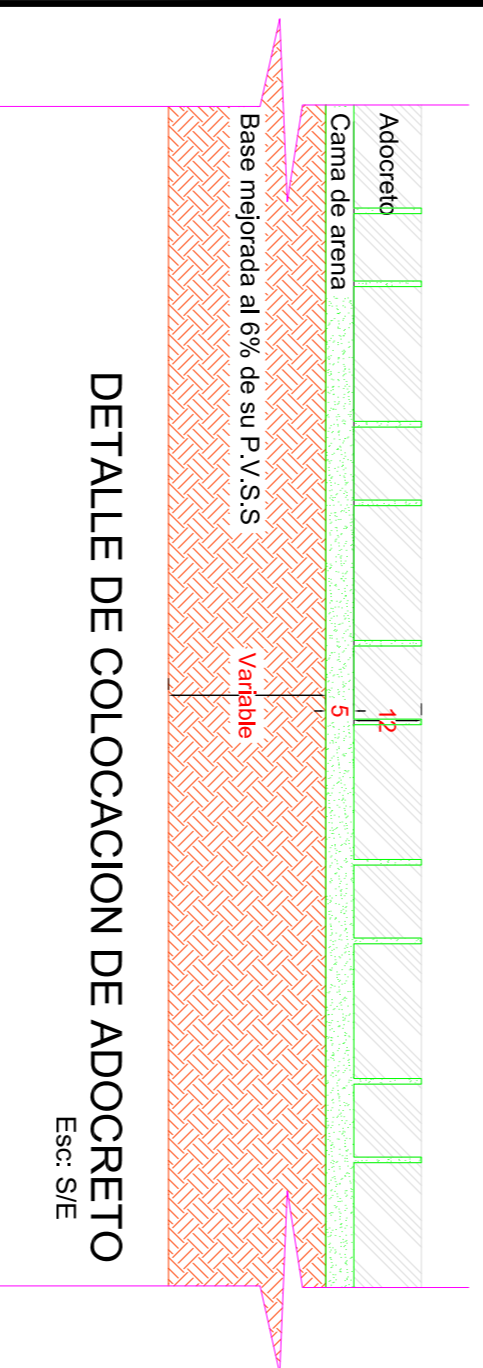 Adocreto
Cama de arena
Base mejorada al 6% de su P.V.S.S
12
5
Variable
DETALLE DE COLOCACION DE ADOCRETO
Esc: S/E